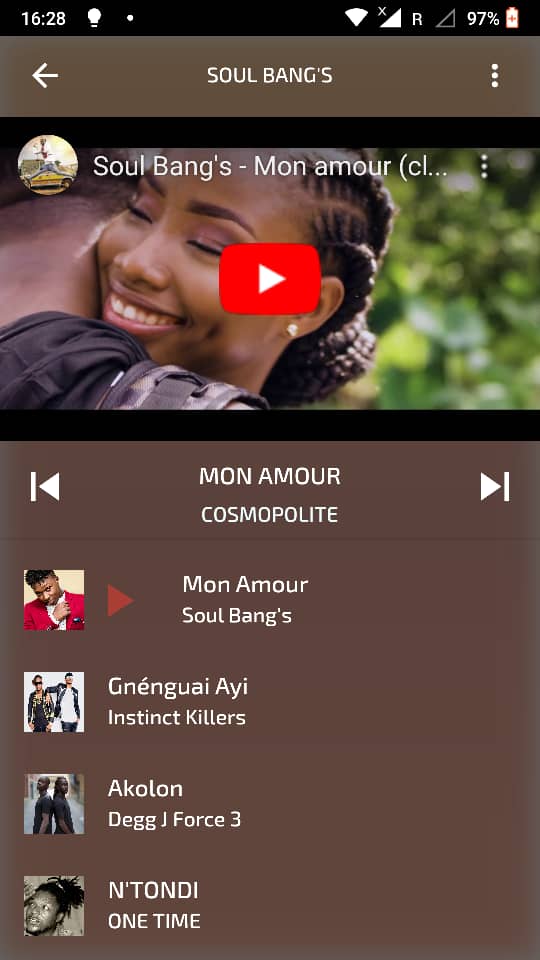 16:28
X
R
97%
SOUL BANG'S
Soul Bang's - Mon amour (cl...
MON AMOUR
COSMOPOLITE
Mon Amour
Soul Bang's
Gnénguai Ayi
Instinct Killers
Akolon
Degg J Force 3
N'TONDI
ONE TIME